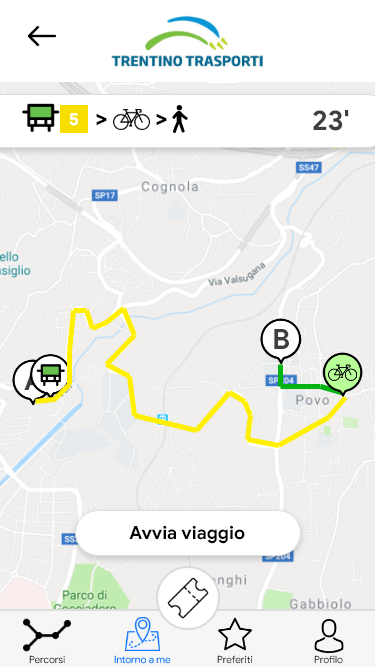 TRENTINO TRASPORTI
5 > > 23'
SS47
Cognola
SP17
ello
siglio
Via Valsugana
A
B
SP204
Povo
Avvia viaggio
SS
SP204
nghi
Parco di
Gocciadoro
Gabbiolo
Percorsi
Intorno a me
Preferiti
Profilo